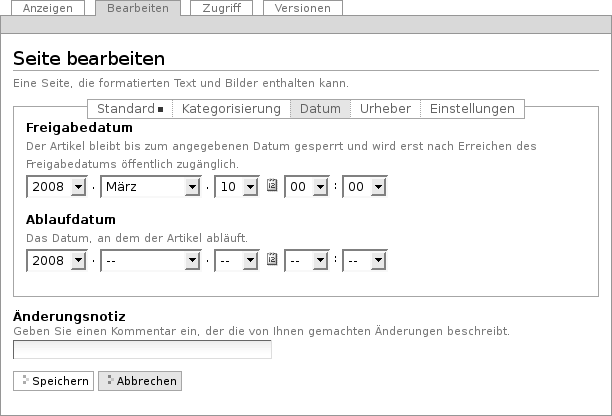 Anzeigen Bearbeiten Zugriff Versionen
Seite bearbeiten
Eine Seite, die formatierten Text und Bilder enthalten kann.
Standard Kategorisierung Datum Urheber Einstellungen
Freigabedatum
Der Artikel bleibt bis zum angegebenen Datum gesperrt und wird erst nach Erreichen des
Freigabedatums öffentlich zugänglich.
2008 . März . 10 00 : 00
Ablaufdatum
Das Datum, an dem der Artikel abläuft.
2008 . -- . -- -- : --
Änderungsnotiz
Geben Sie einen Kommentar ein, der die von Ihnen gemachten Änderungen beschreibt.
Speichern Abbrechen